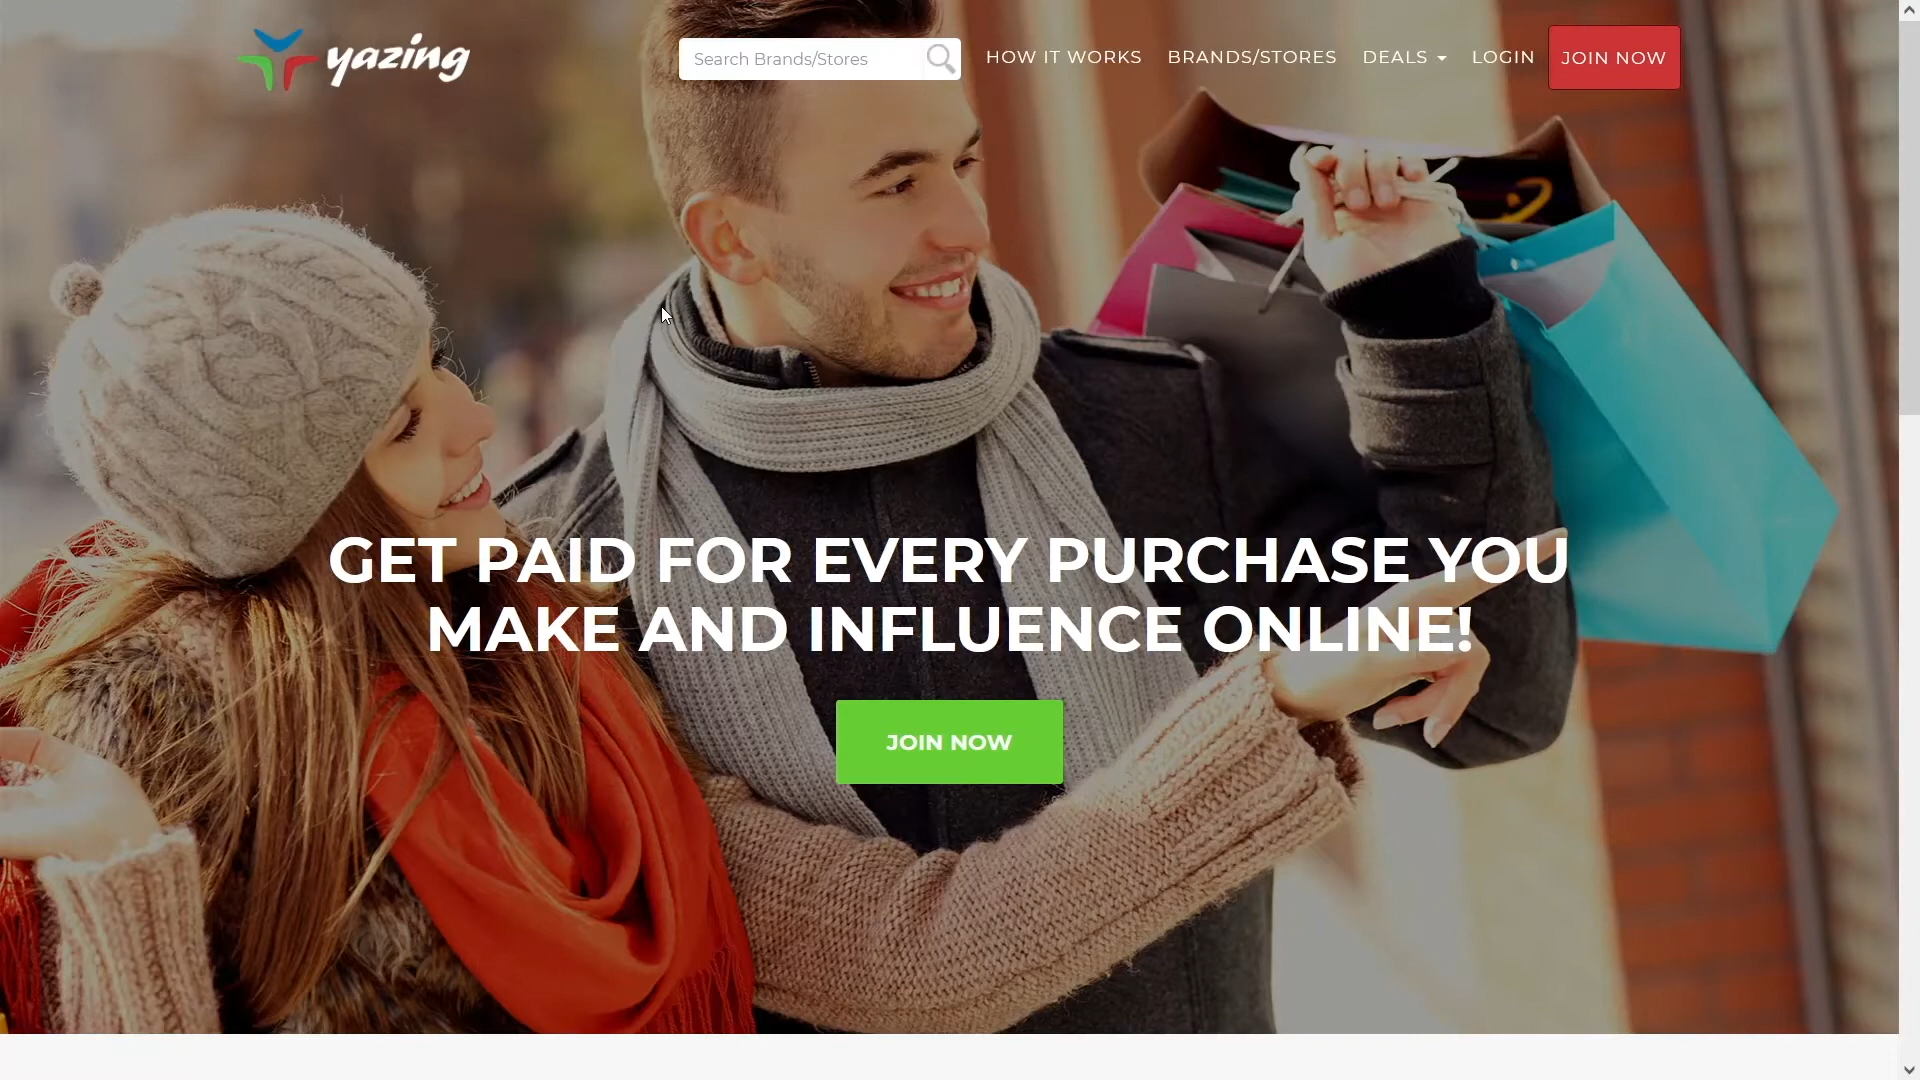 yazing
Search Brands/Stores
HOW IT WORKS
BRANDS/STORES
DEALS
LOGIN
JOIN NOW
GET PAID FOR EVERY PURCHASE YOU
MAKE AND INFLUENCE ONLINE!
JOIN NOW